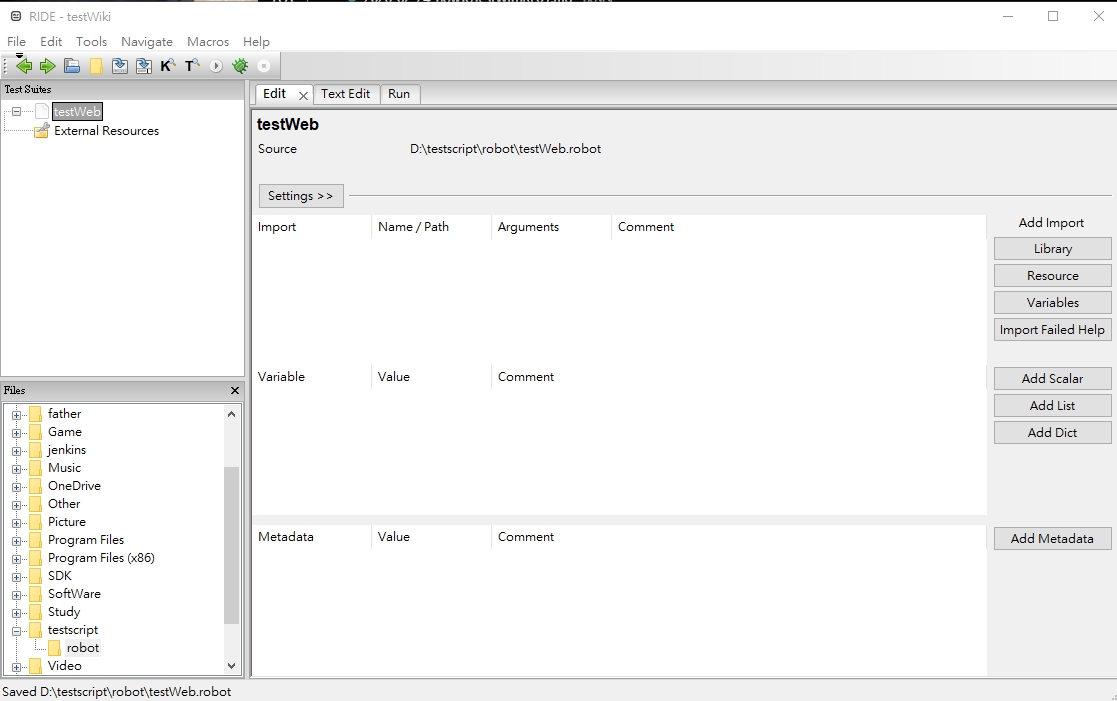 RIDE - testWiki
File Edit Tools Navigate Macros Help
K T
Test Suites
testWeb
External Resources
Files
father
Game
jenkins
Music
OneDrive
Other
Picture
Program Files
Program Files (x86)
SDK
SoftWare
Study
testscript
robot
Video
Edit Text Edit Run
testWeb
Source D:\testscript\robot\testWeb.robot
Settings >>
Import Name / Path Arguments Comment
Add Import
Library
Resource
Variables
Import Failed Help
Variable Value Comment
Add Scalar
Add List
Add Dict
Metadata Value Comment
Add Metadata
Saved D:\testscript\robot\testWeb.robot